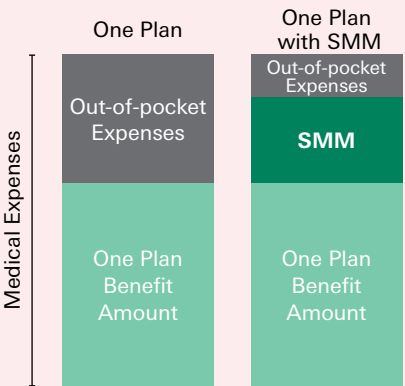 One Plan
One Plan
with SMM
Medical Expenses
Out-of-pocket
Expenses
One Plan
Benefit
Amount
Out-of-pocket
Expenses
SMM
One Plan
Benefit
Amount